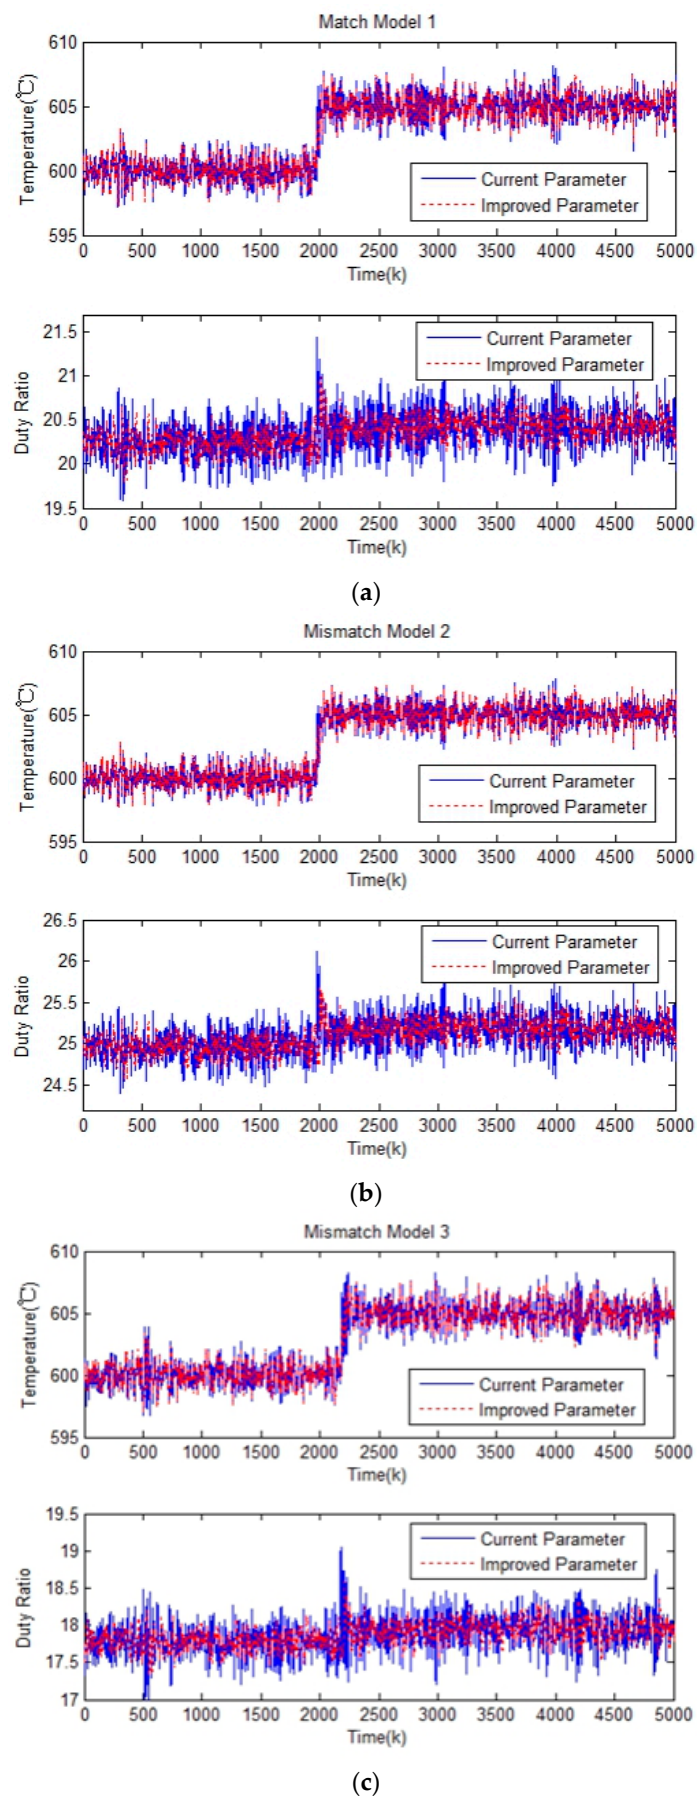 Match Model 1
610
605
600
595
Temperature(℃)
Current Parameter
Improved Parameter
0 500 1000 1500 2000 2500 3000 3500 4000 4500 5000
Time(k)
21.5
21
20.5
20
19.5
Duty Ratio
Current Parameter
Improved Parameter
0 500 1000 1500 2000 2500 3000 3500 4000 4500 5000
Time(k)
(a)
Mismatch Model 2
610
605
600
595
Temperature(℃)
Current Parameter
Improved Parameter
0 500 1000 1500 2000 2500 3000 3500 4000 4500 5000
Time(k)
26.5
26
25.5
25
24.5
Duty Ratio
Current Parameter
Improved Parameter
0 500 1000 1500 2000 2500 3000 3500 4000 4500 5000
Time(k)
(b)
Mismatch Model 3
610
605
600
595
Temperature(℃)
Current Parameter
Improved Parameter
0 500 1000 1500 2000 2500 3000 3500 4000 4500 5000
Time(k)
19.5
19
18.5
18
17.5
17
Duty Ratio
Current Parameter
Improved Parameter
0 500 1000 1500 2000 2500 3000 3500 4000 4500 5000
Time(k)
(c)